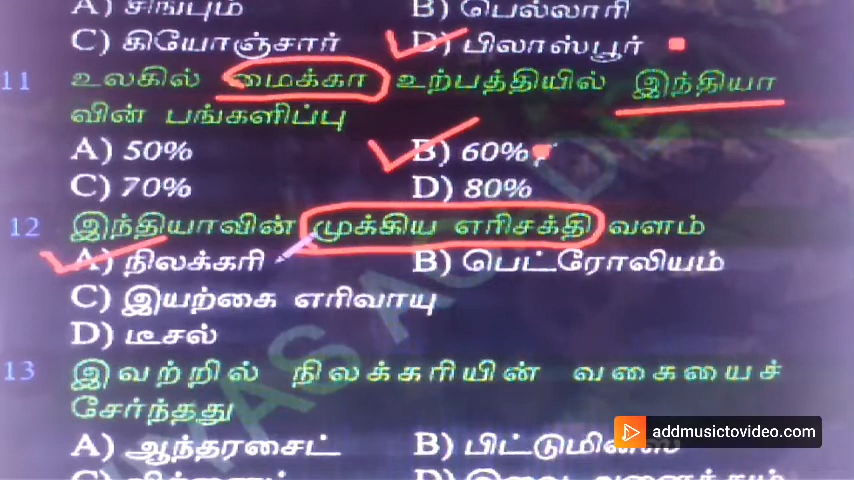 A) சிங்பும் B) பெல்லாரி
C) கியோஞ்சார் D) பிலாஸ்பூர்
11 உலகில் மைக்கா உற்பத்தியில் இந்தியா
வின் பங்களிப்பு
A) 50% B) 60%
C) 70% D) 80%
12 இந்தியாவின் முக்கிய எரிசக்தி வளம்
A) நிலக்கரி B) பெட்ரோலியம்
C) இயற்கை எரிவாயு
D) டீசல்
13 இவற்றில் நிலக்கரியின் வகையைச்
சேர்ந்தது
A) ஆந்தரசைட் B) பிட்டுமினஸ்
addmusictovideo.com